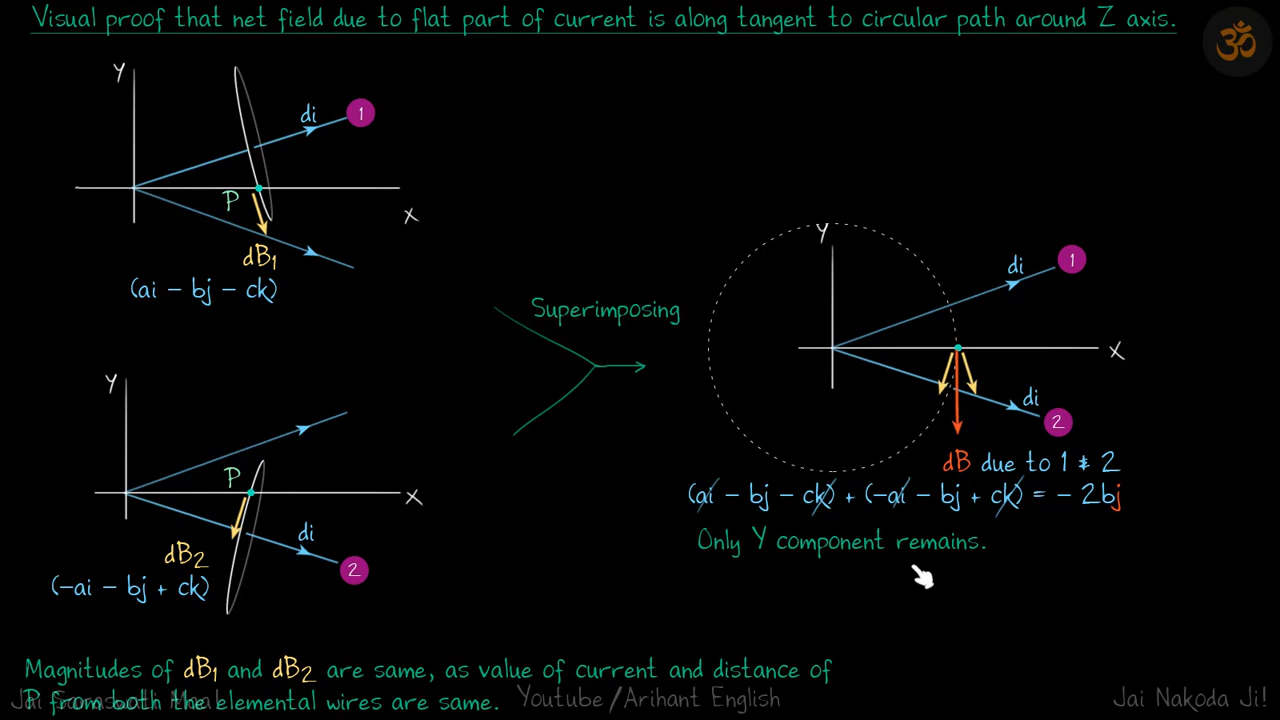 Visual proof that net field due to flat part of current is along tangent to circular path around Z axis.
ॐ
Y
di
1
P
X
dB1
(ai − bj − ck)
Y
P
X
di
dB2
2
(−ai − bj + ck)
Superimposing
Y
di
1
X
di
2
dB due to 1 & 2
(ai − bj − ck) + (−ai − bj + ck) = − 2bj
Only Y component remains.
Magnitudes of dB1 and dB2 are same, as value of current and distance of
P from both the elemental wires are same.
Jai Saraswati Maa!
Youtube/Arihant English
Jai Nakoda Ji!